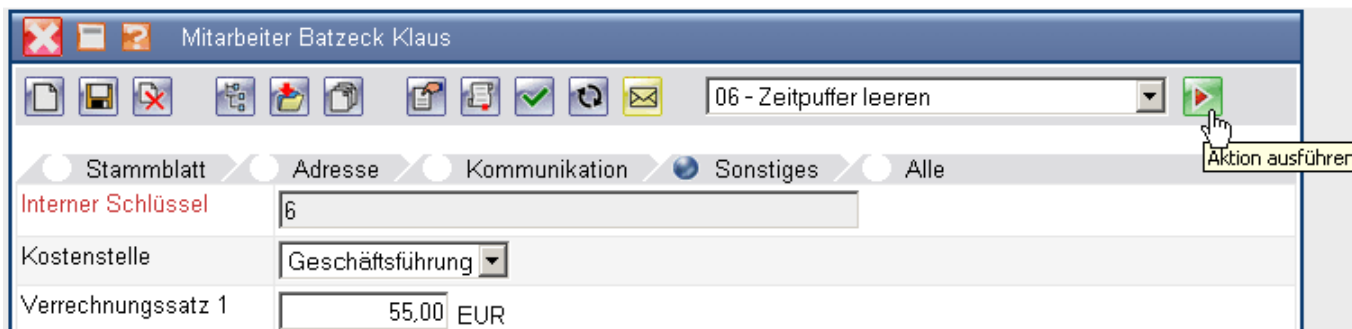 Mitarbeiter Batzeck Klaus
06 - Zeitpuffer leeren
Aktion ausführen
Stammblatt Adresse Kommunikation Sonstiges Alle
Interner Schlüssel 6
Kostenstelle Geschäftsführung
Verrechnungssatz 1 55,00 EUR